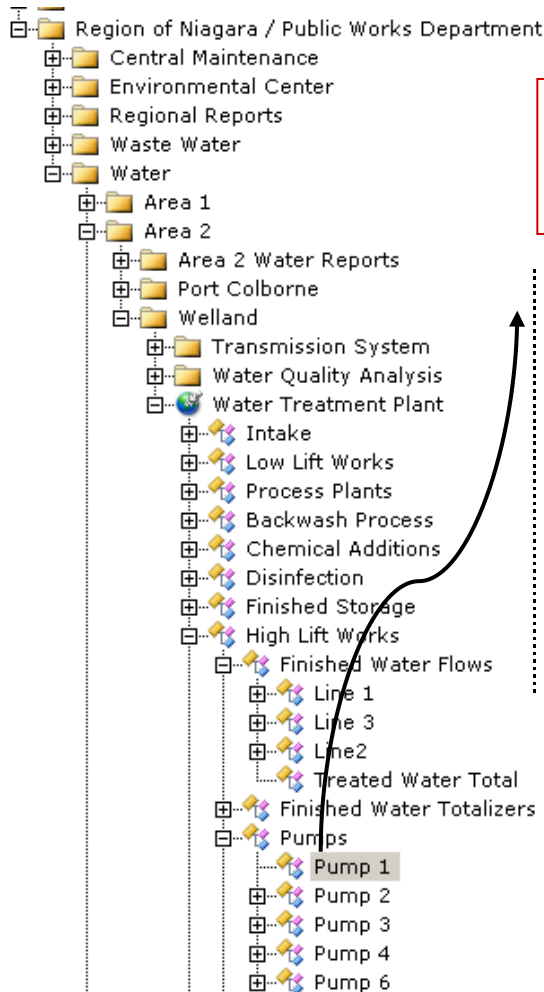 Region of Niagara / Public Works Department
Central Maintenance
Environmental Center
Regional Reports
Waste Water
Water
Area 1
Area 2
Area 2 Water Reports
Port Colborne
Welland
Transmission System
Water Quality Analysis
Water Treatment Plant
Intake
Low Lift Works
Process Plants
Backwash Process
Chemical Additions
Disinfection
Finished Storage
High Lift Works
Finished Water Flows
Line 1
Line 3
Line2
Treated Water Total
Finished Water Totalizers
Pumps
Pump 1
Pump 2
Pump 3
Pump 4
Pump 6